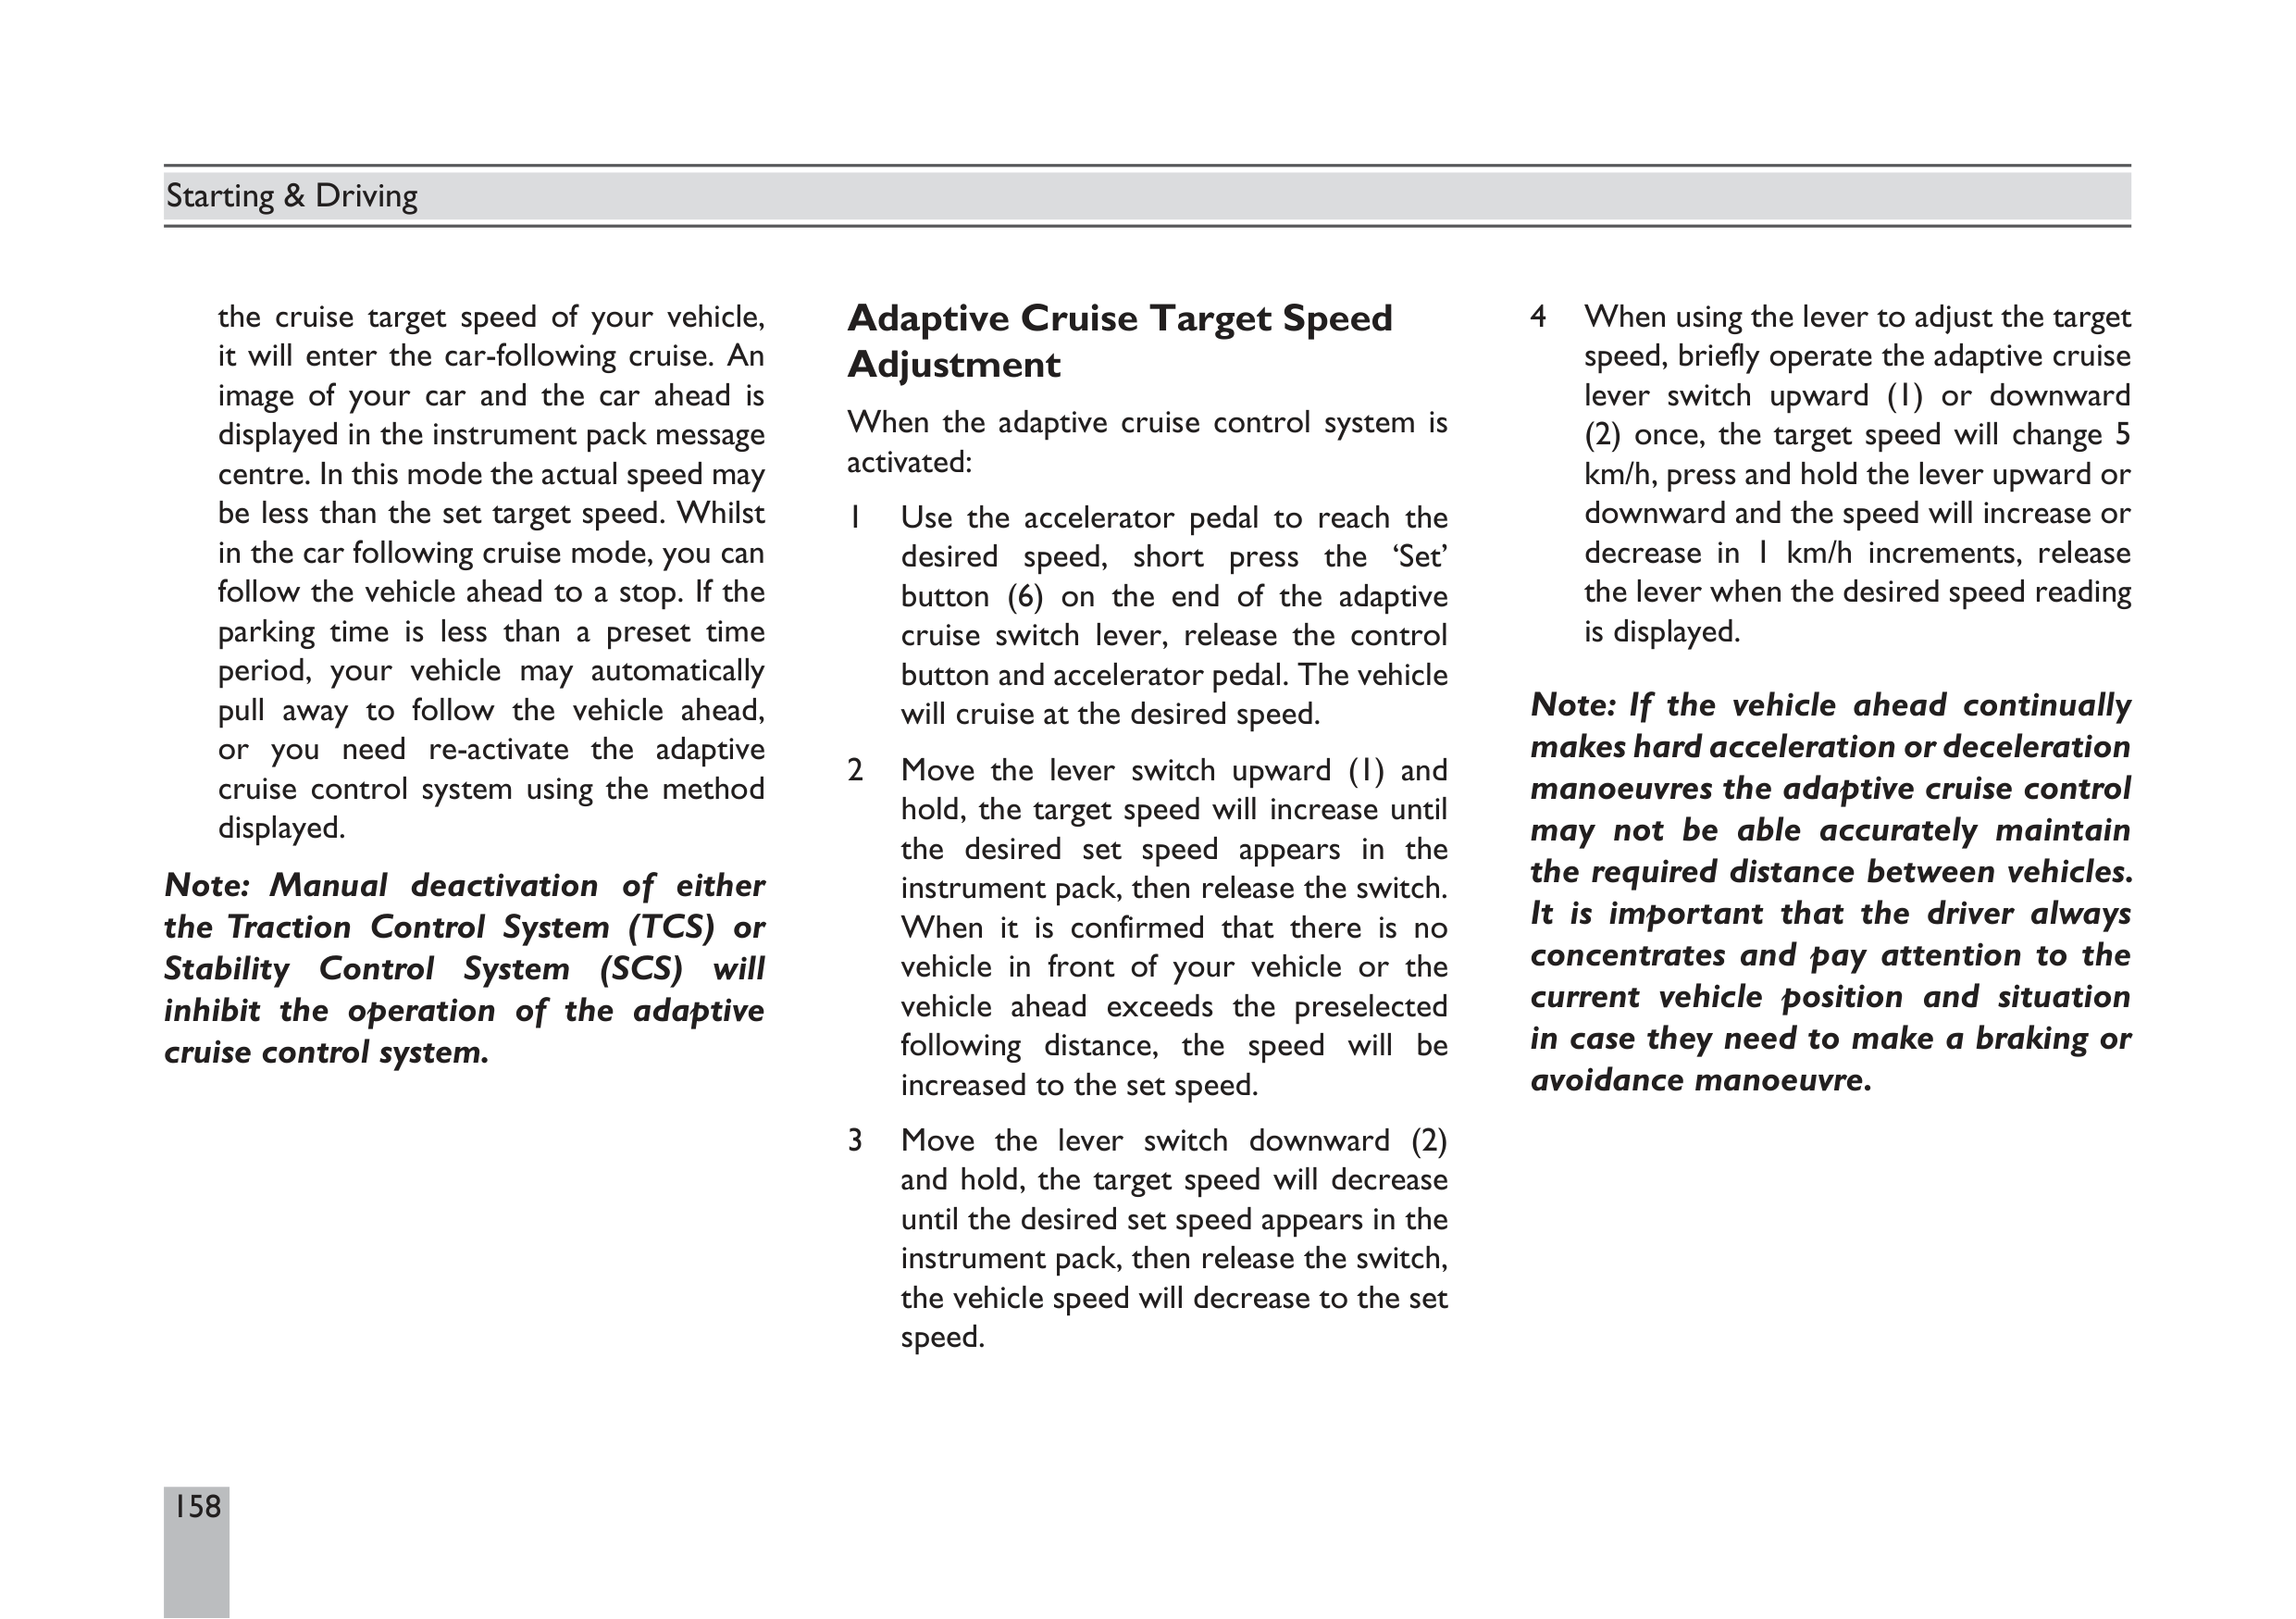 Starting & Driving
the cruise target speed of your vehicle,
it will enter the car-following cruise. An
image of your car and the car ahead is
displayed in the instrument pack message
centre. In this mode the actual speed may
be less than the set target speed. Whilst
in the car following cruise mode, you can
follow the vehicle ahead to a stop. If the
parking time is less than a preset time
period, your vehicle may automatically
pull away to follow the vehicle ahead,
or you need re-activate the adaptive
cruise control system using the method
displayed.
Note: Manual deactivation of either
the Traction Control System (TCS) or
Stability Control System (SCS) will
inhibit the operation of the adaptive
cruise control system.
Adaptive Cruise Target Speed
Adjustment
When the adaptive cruise control system is
activated:
1 Use the accelerator pedal to reach the
desired speed, short press the ‘Set’
button (6) on the end of the adaptive
cruise switch lever, release the control
button and accelerator pedal. The vehicle
will cruise at the desired speed.
2 Move the lever switch upward (1) and
hold, the target speed will increase until
the desired set speed appears in the
instrument pack, then release the switch.
When it is confirmed that there is no
vehicle in front of your vehicle or the
vehicle ahead exceeds the preselected
following distance, the speed will be
increased to the set speed.
3 Move the lever switch downward (2)
and hold, the target speed will decrease
until the desired set speed appears in the
instrument pack, then release the switch,
the vehicle speed will decrease to the set
speed.
4 When using the lever to adjust the target
speed, briefly operate the adaptive cruise
lever switch upward (1) or downward
(2) once, the target speed will change 5
km/h, press and hold the lever upward or
downward and the speed will increase or
decrease in 1 km/h increments, release
the lever when the desired speed reading
is displayed.
Note: If the vehicle ahead continually
makes hard acceleration or deceleration
manoeuvres the adaptive cruise control
may not be able accurately maintain
the required distance between vehicles.
It is important that the driver always
concentrates and pay attention to the
current vehicle position and situation
in case they need to make a braking or
avoidance manoeuvre.
158